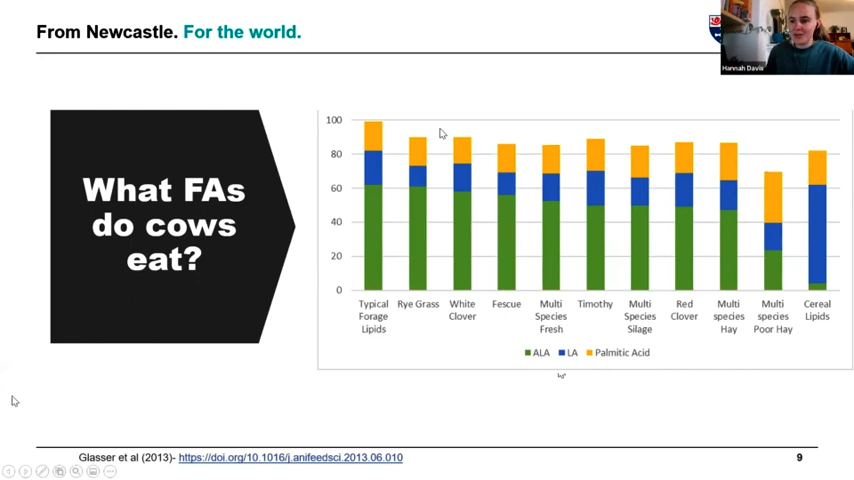 From Newcastle. For the world.
Hannah Davis
What FAs
do cows
eat?
100
80
60
40
20
0
Typical
Forage
Lipids
Rye Grass
White
Clover
Fescue
Multi
Species
Fresh
Timothy
Multi
Species
Silage
Red
Clover
Multi
species
Hay
Multi
species
Poor Hay
Cereal
Lipids
ALA LA Palmitic Acid
Glasser et al (2013)- https://doi.org/10.1016/j.anifeedsci.2013.06.010
9